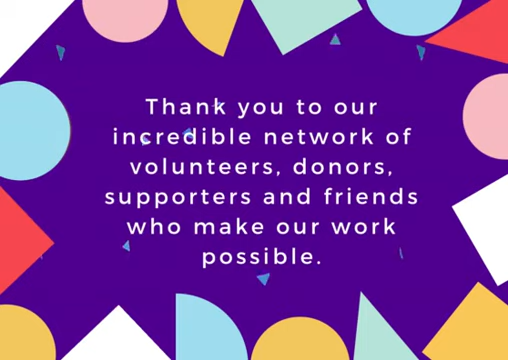 Thank you to our
incredible network of
volunteers, donors,
supporters and friends
who make our work
possible.